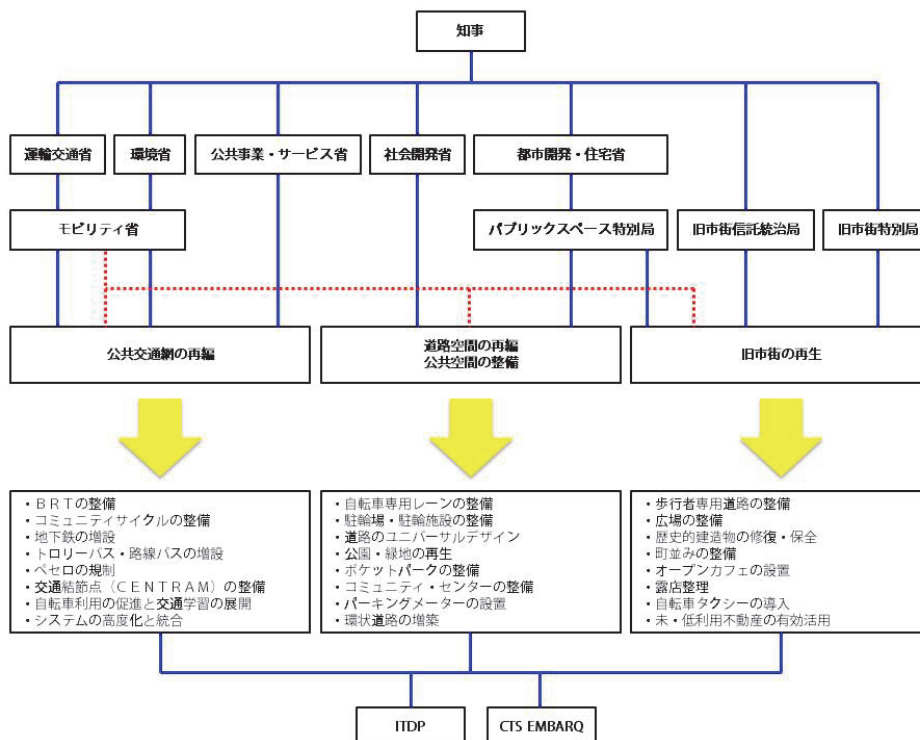 知事
運輸交通省
環境省
公共事業・サービス省
社会開発省
都市開発・住宅省
モビリティ省
パブリックスペース特別局
旧市街信託統治局
旧市街特別局
公共交通網の再編
道路空間の再編
公共空間の整備
旧市街の再生
・ＢＲＴの整備
・コミュニティサイクルの整備
・地下鉄の増設
・トロリーバス・路線バスの増設
・ペセロの規制
・交通結節点（ＣＥＮＴＲＡＭ）の整備
・自転車利用の促進と交通学習の展開
・システムの高度化と統合
・自転車専用レーンの整備
・駐輪場・駐輪施設の整備
・道路のユニバーサルデザイン
・公園・緑地の再生
・ポケットパークの整備
・コミュニティ・センターの整備
・パーキングメーターの設置
・環状道路の増築
・歩行者専用道路の整備
・広場の整備
・歴史的建造物の修復・保全
・町並みの整備
・オープンカフェの設置
・露店整理
・自転車タクシーの導入
・未・低利用不動産の有効活用
ITDP
CTS EMBARQ